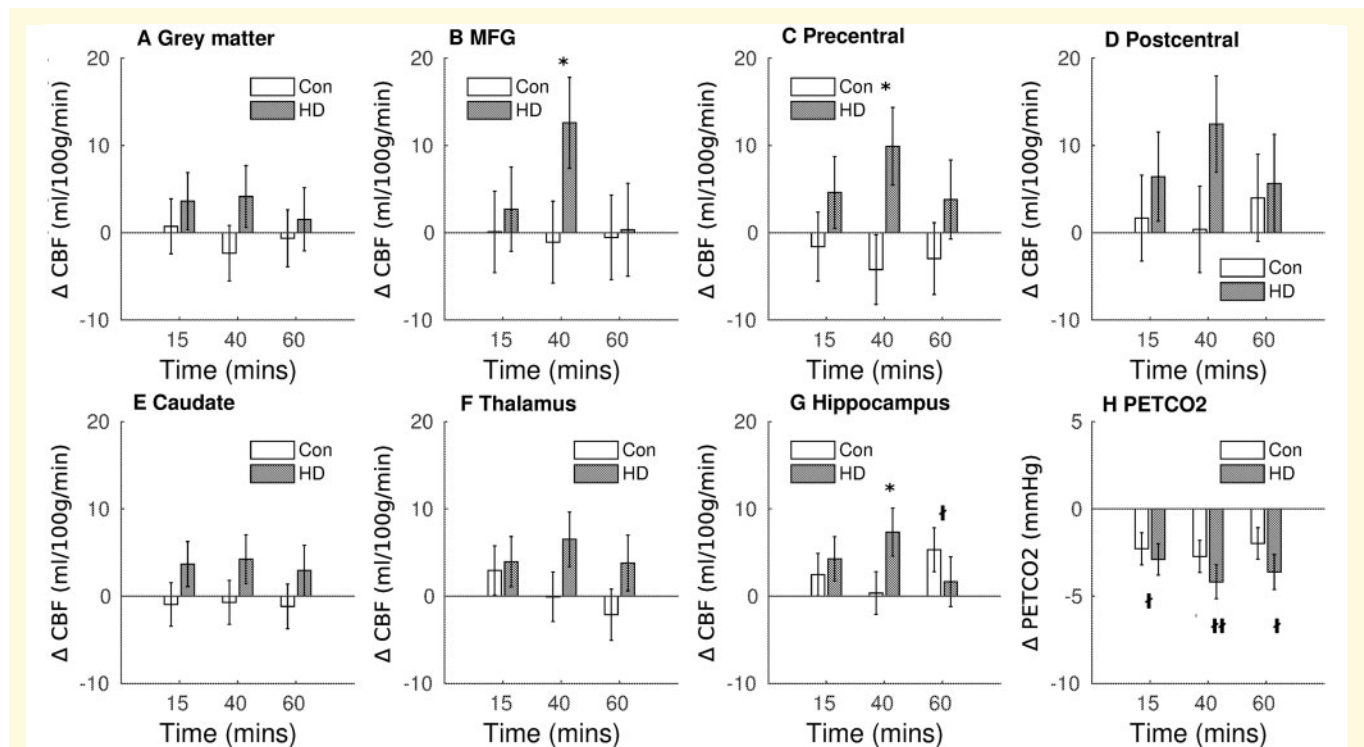 A Grey matter
20
10
0
-10
Δ CBF (ml/100g/min)
Con
HD
15 40 60
Time (mins)
B MFG
20
10
0
-10
Δ CBF (ml/100g/min)
*
Con
HD
15 40 60
Time (mins)
C Precentral
20
10
0
-10
Δ CBF (ml/100g/min)
*
Con
HD
15 40 60
Time (mins)
D Postcentral
20
10
0
-10
Δ CBF (ml/100g/min)
Con
HD
15 40 60
Time (mins)
E Caudate
20
10
0
-10
Δ CBF (ml/100g/min)
Con
HD
15 40 60
Time (mins)
F Thalamus
20
10
0
-10
Δ CBF (ml/100g/min)
Con
HD
15 40 60
Time (mins)
G Hippocampus
20
10
0
-10
Δ CBF (ml/100g/min)
Con
HD
* ƚ
15 40 60
Time (mins)
H PETCO2
5
0
-5
-10
Δ PETCO2 (mmHg)
Con
HD
ƚ ƚƚ ƚ
15 40 60
Time (mins)